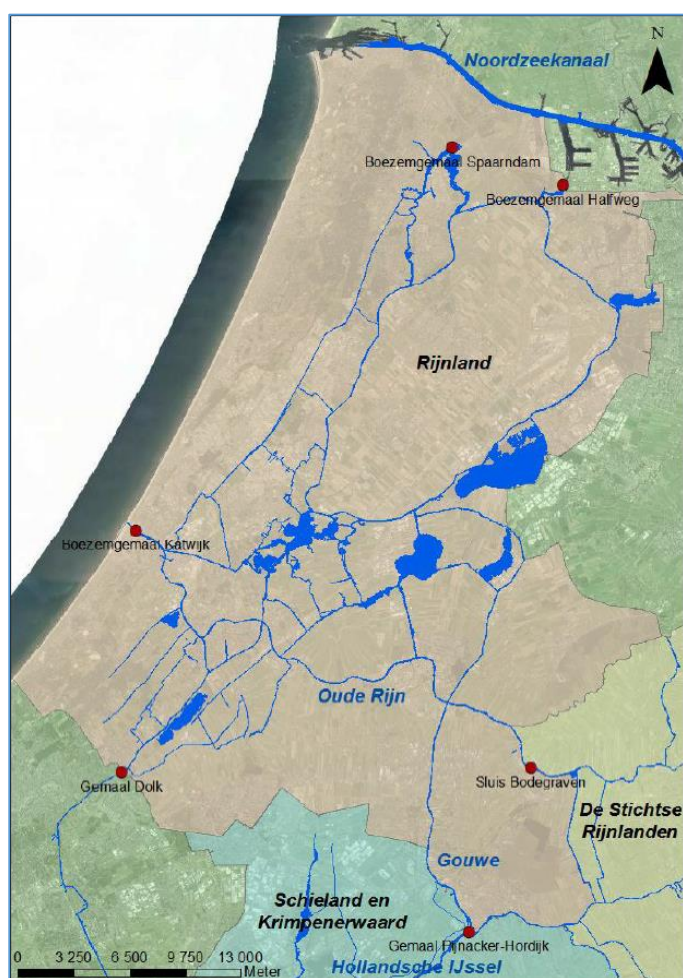 N
Noordzeekanaal
Boezemgemaal Spaarndam
Boezemgemaal Halfweg
Rijnland
Boezemgemaal Katwijk
Oude Rijn
Gemaal Dolk
Sluis Bodegraven
De Stichtse
Rijnlanden
Gouwe
Schieland en
Krimpenerwaard
Gemaal Pijnacker-Hordijk
0 3 250 6 500 9 750 13 000
Meter
Hollandsche IJssel